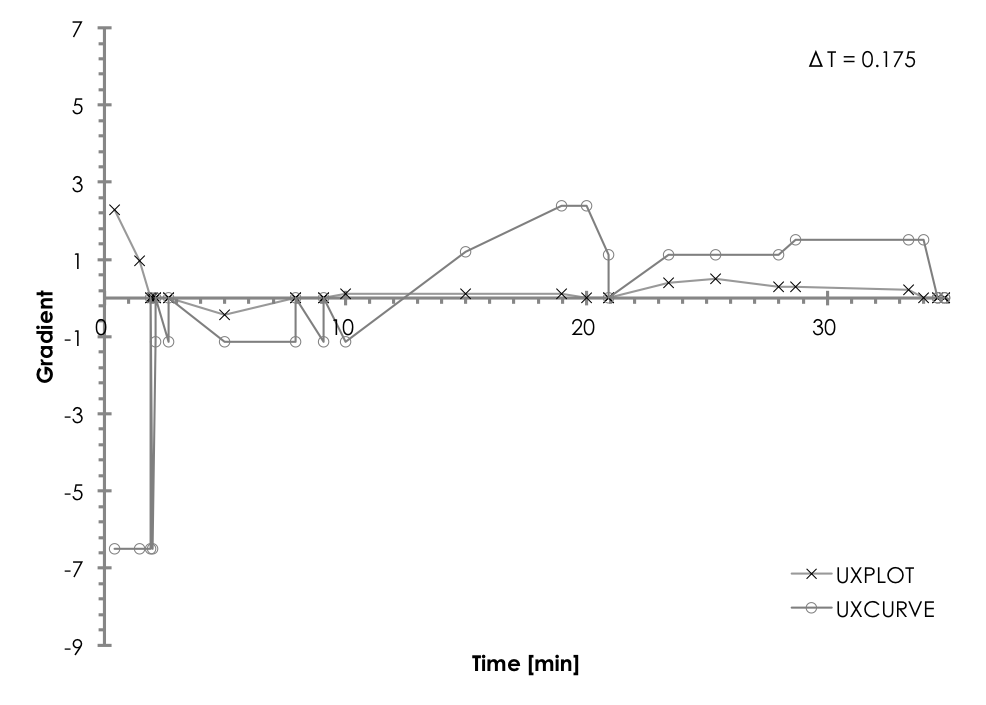 7
ΔT = 0.175
5
3
1
0
10
20
30
-1
Gradient
-3
-5
-7
UXPLOT
UXCURVE
-9
Time [min]